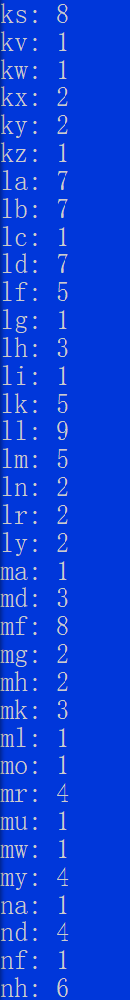 ks: 8
kv: 1
kw: 1
kx: 2
ky: 2
kz: 1
la: 7
lb: 7
lc: 1
ld: 7
lf: 5
lg: 1
lh: 3
li: 1
lk: 5
ll: 9
lm: 5
ln: 2
lr: 2
ly: 2
ma: 1
md: 3
mf: 8
mg: 2
mh: 2
mk: 3
ml: 1
mo: 1
mr: 4
mu: 1
mw: 1
my: 4
na: 1
nd: 4
nf: 1
nh: 6